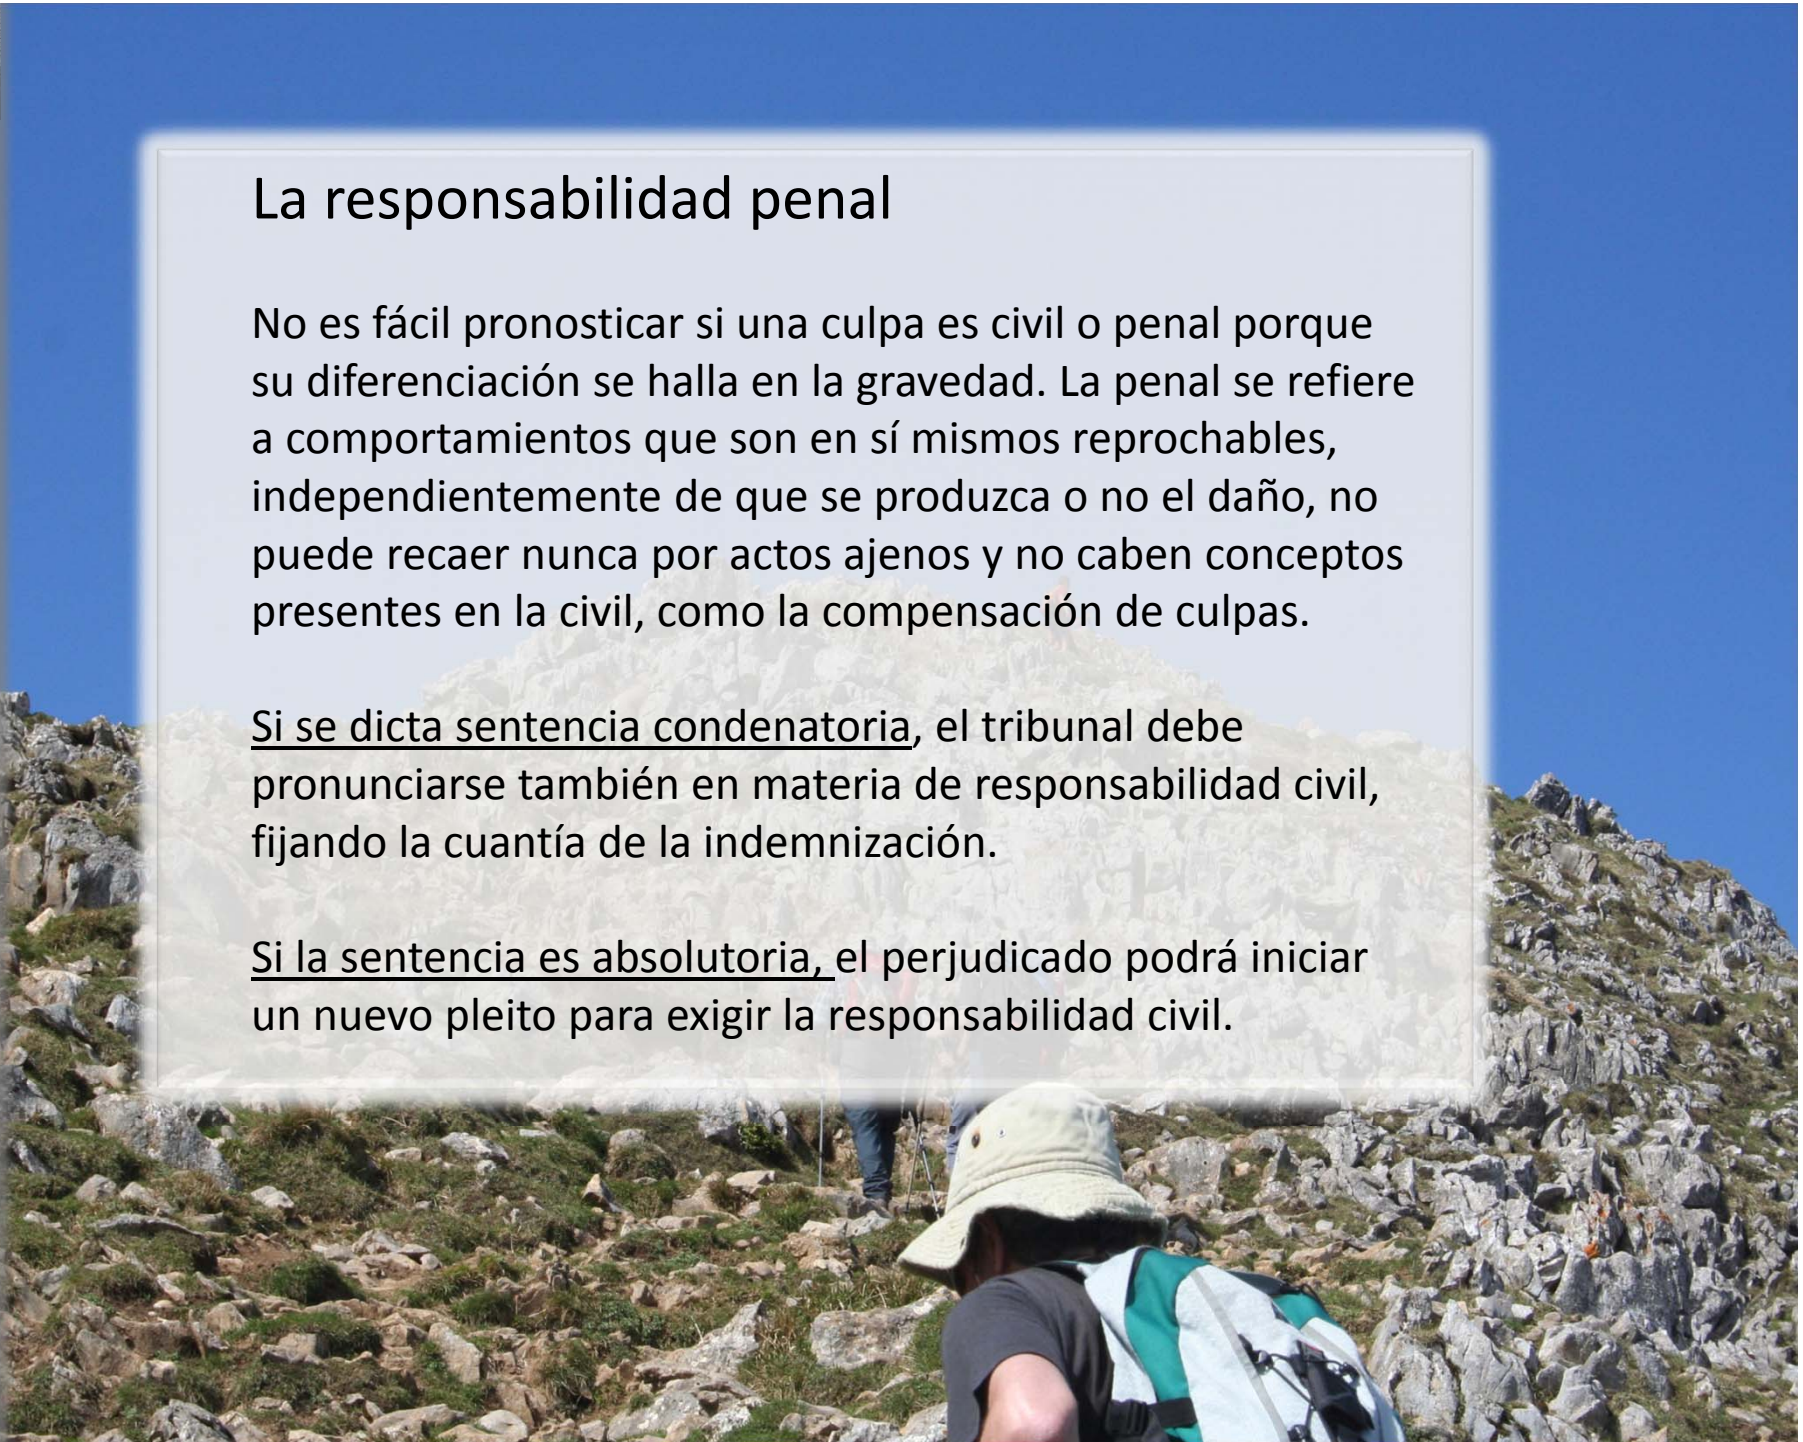 La responsabilidad penal
No es fácil pronosticar si una culpa es civil o penal porque
su diferenciación se halla en la gravedad. La penal se refiere
a comportamientos que son en sí mismos reprochables,
independientemente de que se produzca o no el daño, no
puede recaer nunca por actos ajenos y no caben conceptos
presentes en la civil, como la compensación de culpas.
Si se dicta sentencia condenatoria, el tribunal debe
pronunciarse también en materia de responsabilidad civil,
fijando la cuantía de la indemnización.
Si la sentencia es absolutoria, el perjudicado podrá iniciar
un nuevo pleito para exigir la responsabilidad civil.